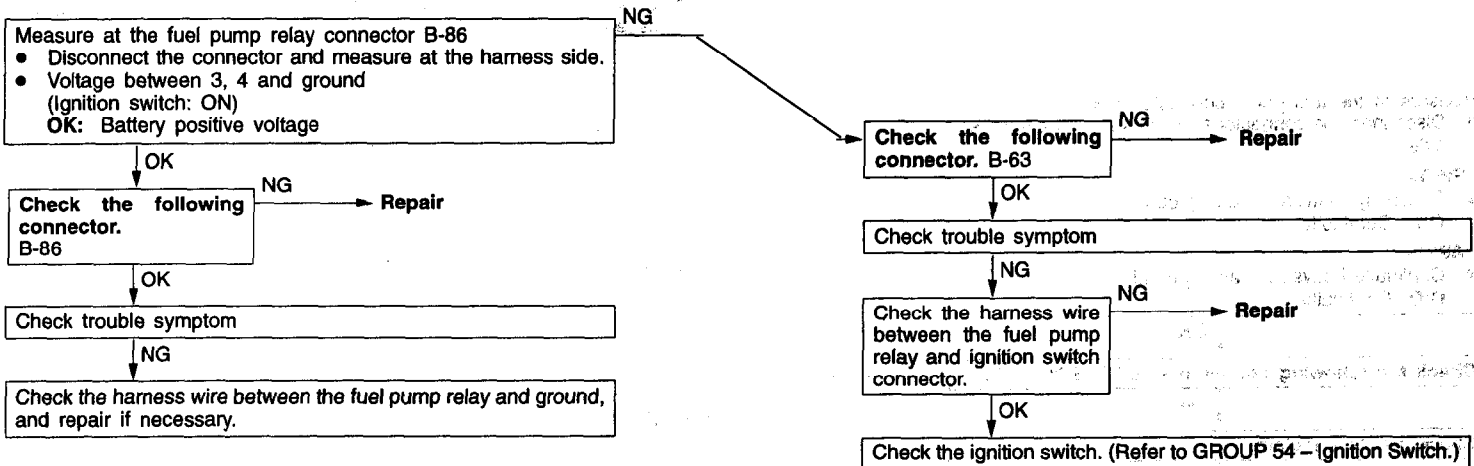 Measure at the fuel pump relay connector B-86
● Disconnect the connector and measure at the harness side.
● Voltage between 3, 4 and ground
(Ignition switch: ON)
OK: Battery positive voltage
NG
OK
Check the following
connector.
B-86
NG
Repair
OK
Check trouble symptom
NG
Check the harness wire between the fuel pump relay and ground,
and repair if necessary.
Check the following
connector. B-63
NG
Repair
OK
Check trouble symptom
NG
Check the harness wire
between the fuel pump
relay and ignition switch
connector.
NG
Repair
OK
Check the ignition switch. (Refer to GROUP 54 – Ignition Switch.)